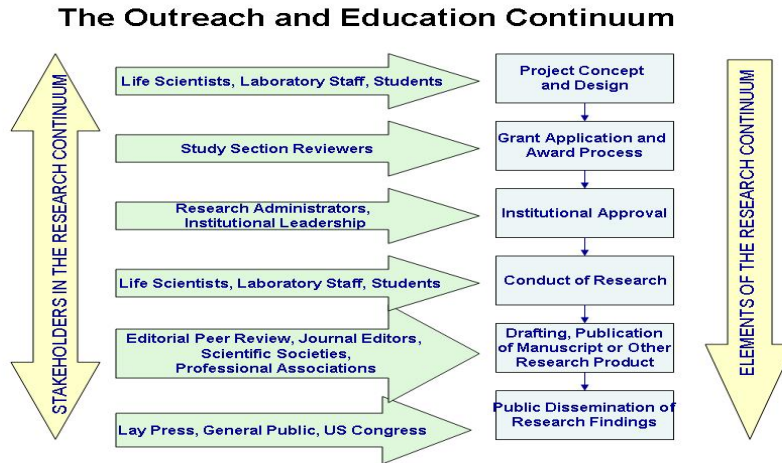 The Outreach and Education Continuum
STAKEHOLDERS IN THE RESEARCH CONTINUUM
Life Scientists, Laboratory Staff, Students
Project Concept
and Design
Study Section Reviewers
Grant Application and
Award Process
Research Administrators,
Institutional Leadership
Institutional Approval
Life Scientists, Laboratory Staff, Students
Conduct of Research
Editorial Peer Review, Journal Editors,
Scientific Societies,
Professional Associations
Drafting, Publication
of Manuscript or Other
Research Product
Lay Press, General Public, US Congress
Public Dissemination of
Research Findings
ELEMENTS OF THE RESEARCH CONTINUUM